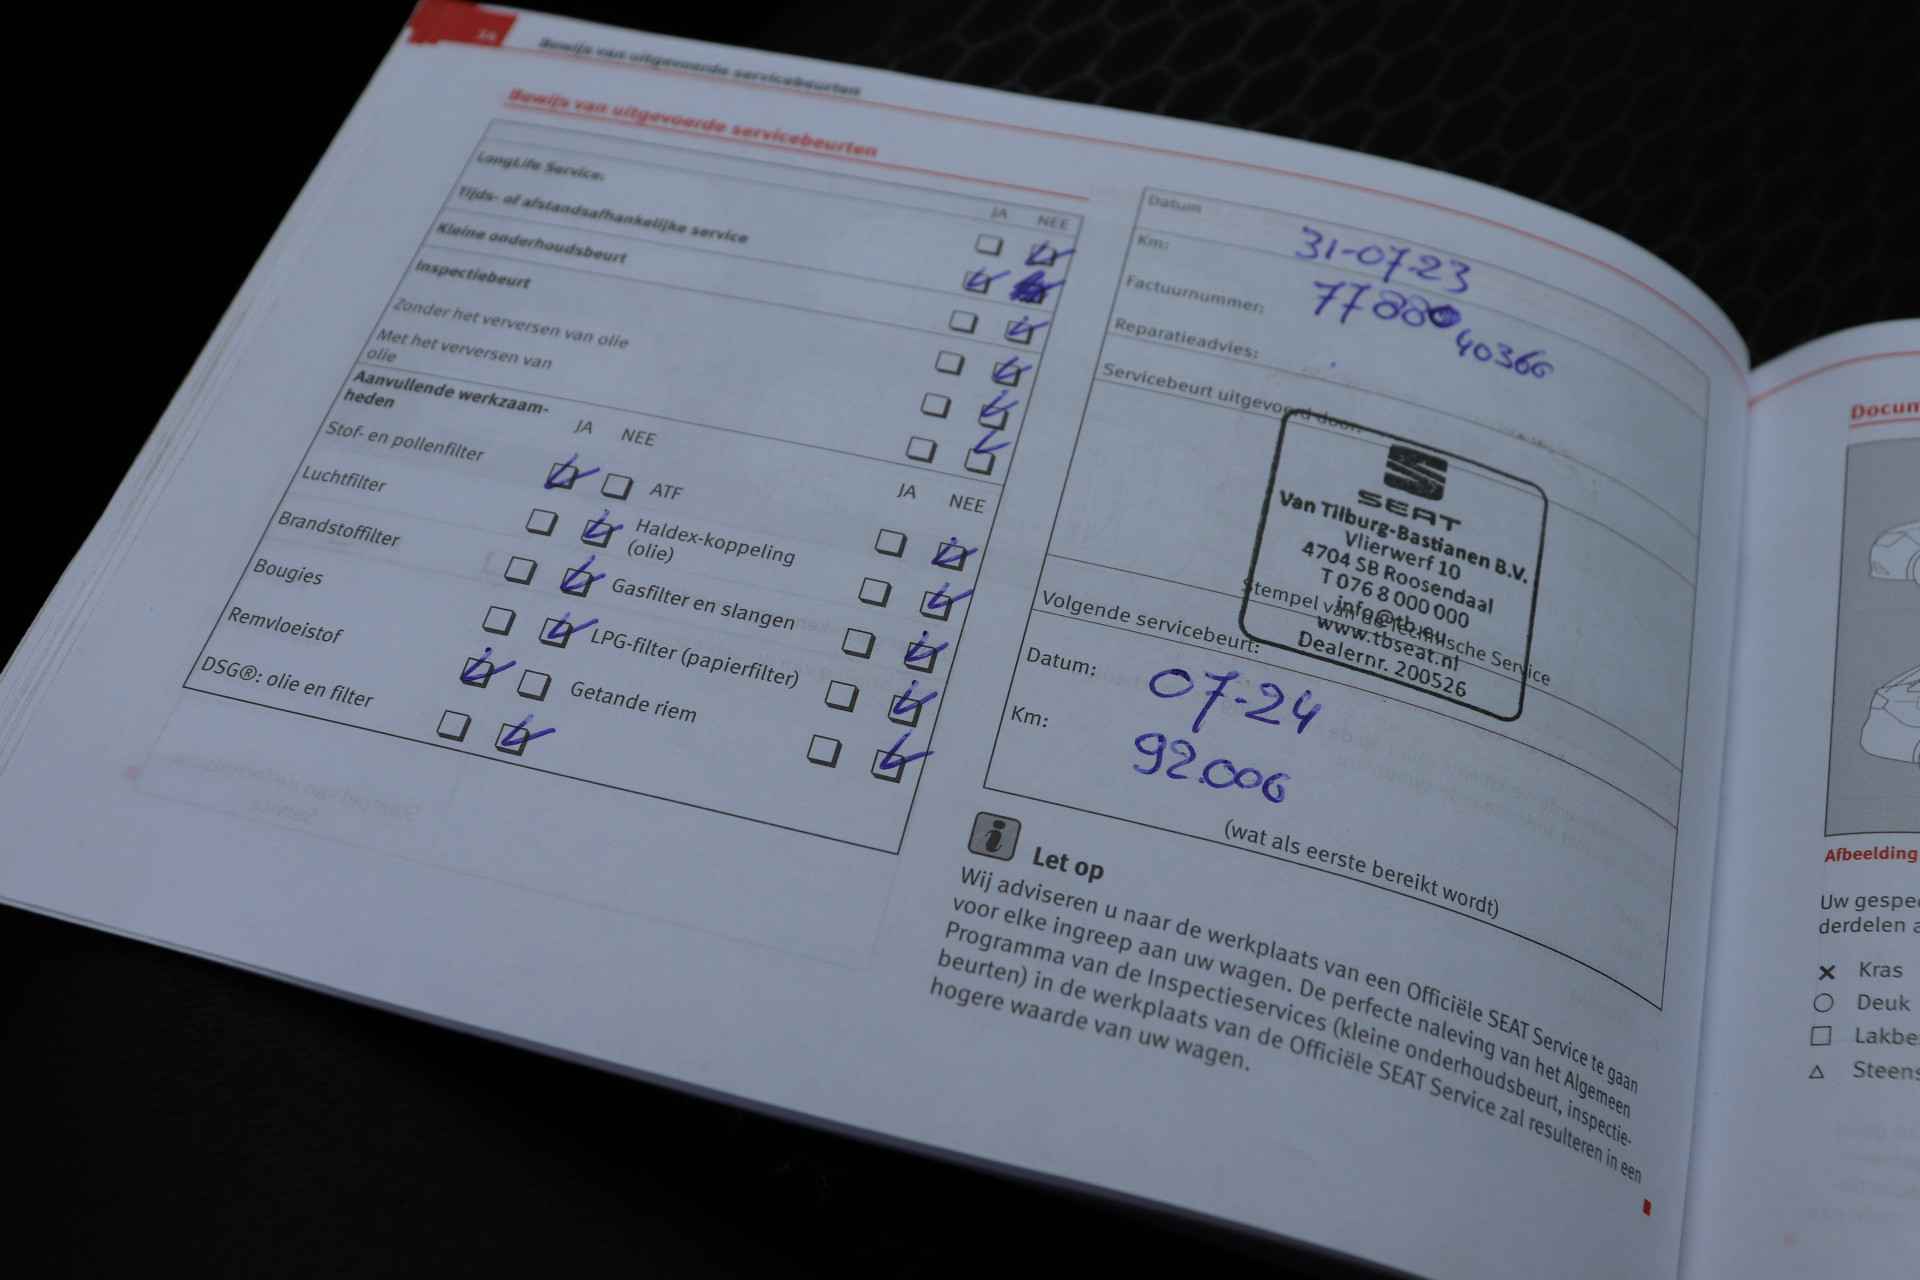 34 Bewijs van uitgevoerde servicebeurten
Bewijs van uitgevoerde servicebeurten
JA NEE
LongLife Service:
Tijds- of afstandsafhankelijke service
Kleine onderhoudsbeurt
Inspectiebeurt
Zonder het verversen van olie
Met het verversen van
olie
Aanvullende werkzaam-
heden
JA NEE
JA NEE
Stof- en pollenfilter
ATF
Luchtfilter
Haldex-koppeling
(olie)
Brandstoffilter
Gasfilter en slangen
Bougies
LPG-filter (papierfilter)
Remvloeistof
Getande riem
DSG®: olie en filter
Datum
31-07-23
Km:
Factuurnummer:
40366
Reparatieadvies:
Servicebeurt uitgevoerd door:
SEAT
Van Tilburg-Bastianen B.V.
Vlierwerf 10
4704 SB Roosendaal
T 076 8 000 000
info@tb.eu
www.tbseat.nl
Dealernr. 200526
Stempel van de Technische Service
Volgende servicebeurt:
Datum: 07-24
Km: 92.006
(wat als eerste bereikt wordt)
i Let op
Wij adviseren u naar de werkplaats van een Officiële SEAT Service te gaan
voor elke ingreep aan uw wagen. De perfecte naleving van het Algemeen
Programma van de Inspectieservices (kleine onderhoudsbeurt, inspectie-
beurten) in de werkplaats van de Officiële SEAT Service zal resulteren in een
hogere waarde van uw wagen.
Afbeelding
derdelen
Kras
Deuk